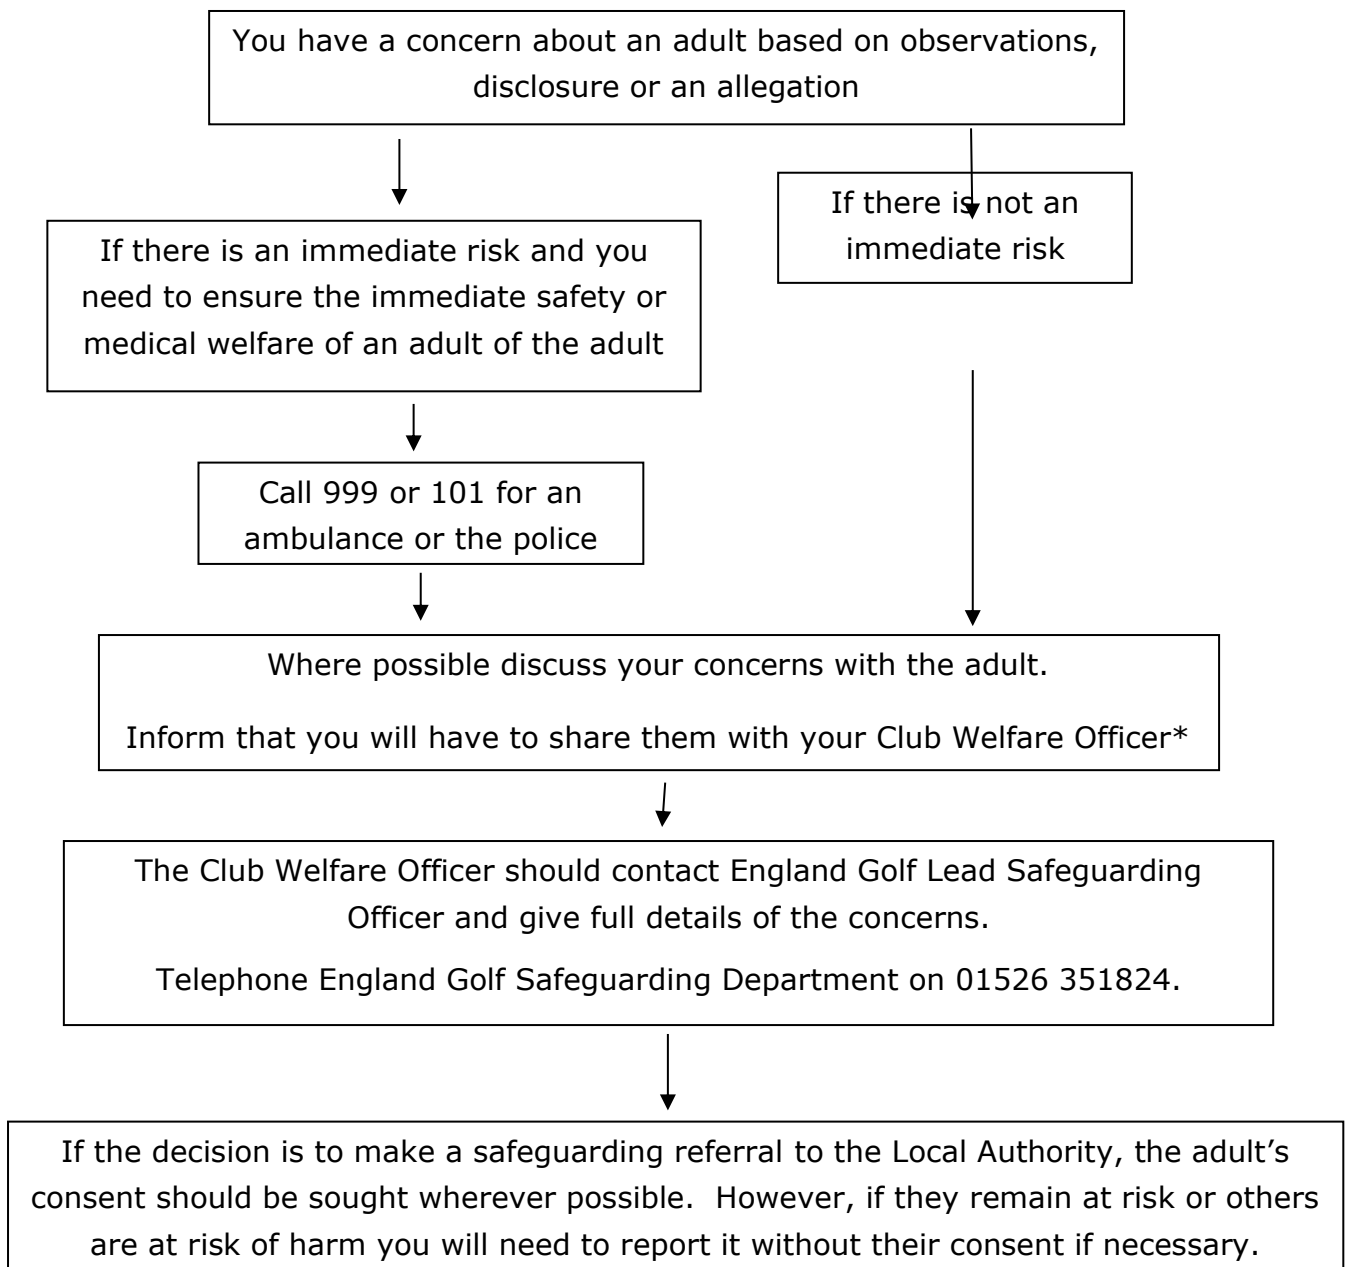 You have a concern about an adult based on observations,
disclosure or an allegation
If there is an immediate risk and you
need to ensure the immediate safety or
medical welfare of an adult of the adult
If there is not an
immediate risk
Call 999 or 101 for an
ambulance or the police
Where possible discuss your concerns with the adult.
Inform that you will have to share them with your Club Welfare Officer*
The Club Welfare Officer should contact England Golf Lead Safeguarding
Officer and give full details of the concerns.
Telephone England Golf Safeguarding Department on 01526 351824.
If the decision is to make a safeguarding referral to the Local Authority, the adult’s
consent should be sought wherever possible.  However, if they remain at risk or others
are at risk of harm you will need to report it without their consent if necessary.